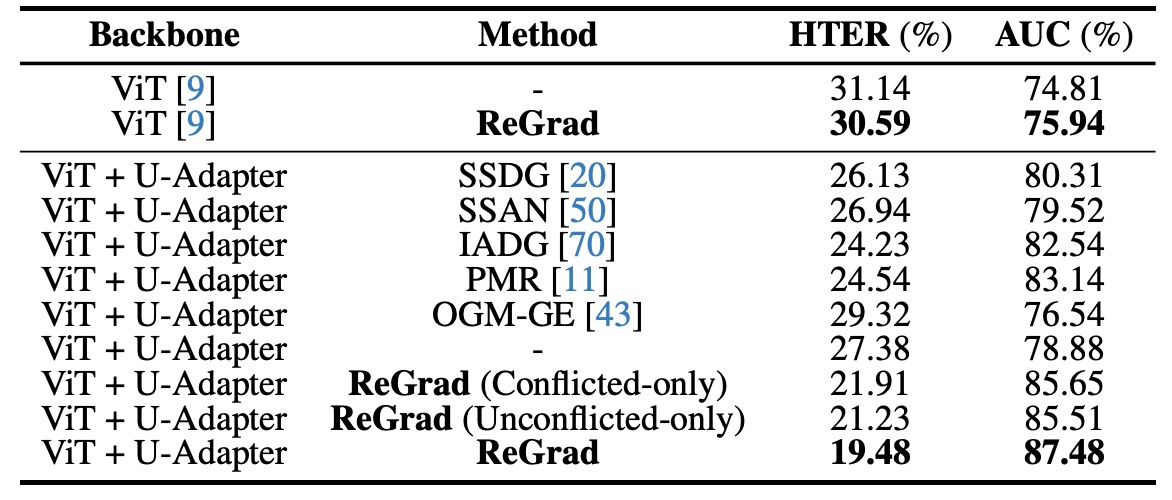 Backbone Method HTER (%) AUC (%)
ViT [9] - 31.14 74.81
ViT [9] ReGrad 30.59 75.94
ViT + U-Adapter SSDG [20] 26.13 80.31
ViT + U-Adapter SSAN [50] 26.94 79.52
ViT + U-Adapter IADG [70] 24.23 82.54
ViT + U-Adapter PMR [11] 24.54 83.14
ViT + U-Adapter OGM-GE [43] 29.32 76.54
ViT + U-Adapter - 27.38 78.88
ViT + U-Adapter ReGrad (Conflicted-only) 21.91 85.65
ViT + U-Adapter ReGrad (Unconflicted-only) 21.23 85.51
ViT + U-Adapter ReGrad 19.48 87.48